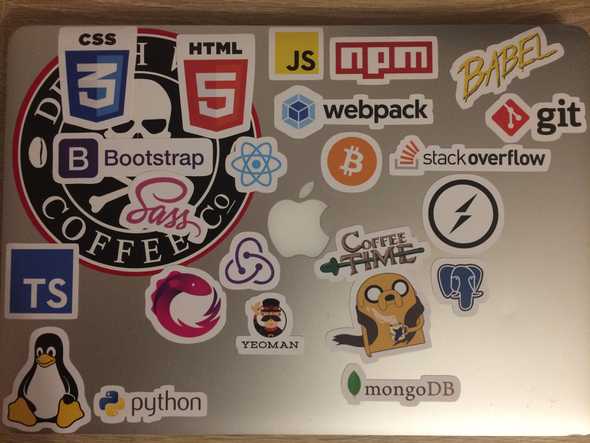 CSS
3
HTML
5
JS
npm
BABEL
webpack
git
DEATH
B Bootstrap
stackoverflow
Sass
COFFEE CO
COFFEE
TIME
TS
YEOMAN
python
mongoDB